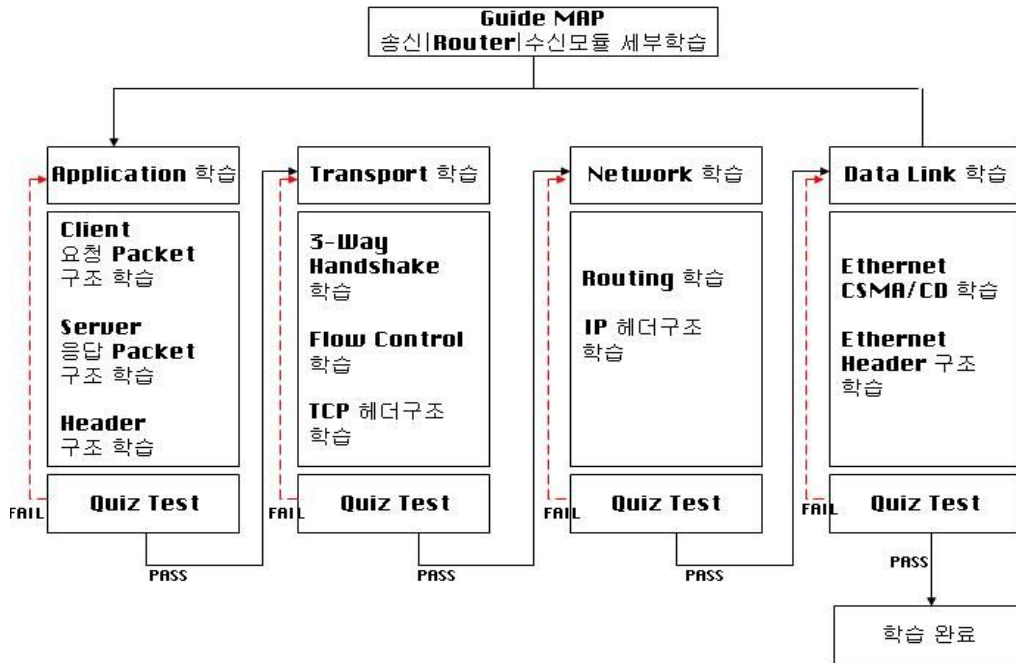 Guide MAP
송신|Router|수신모듈 세부학습
Application 학습
Client
요청 Packet
구조 학습
Server
응답 Packet
구조 학습
Header
구조 학습
Quiz Test
FAIL
PASS
Transport 학습
3-Way
Handshake
학습
Flow Control
학습
TCP 헤더구조
학습
Quiz Test
FAIL
PASS
Network 학습
Routing 학습
IP 헤더구조
학습
Quiz Test
FAIL
PASS
Data Link 학습
Ethernet
CSMA/CD 학습
Ethernet
Header 구조
학습
Quiz Test
FAIL
PASS
학습 완료